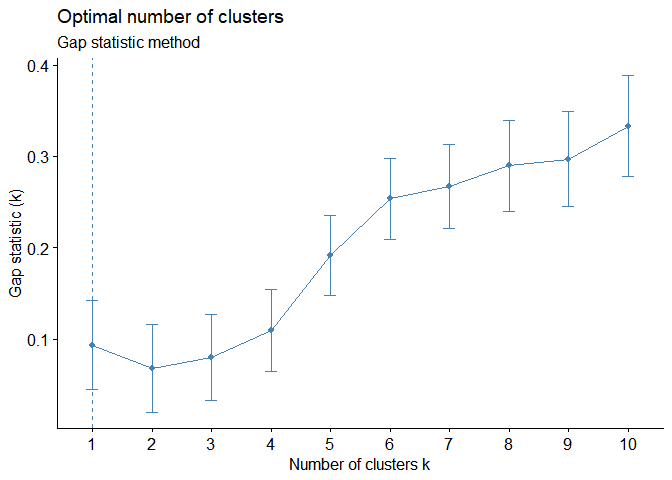 Optimal number of clusters
Gap statistic method
Gap statistic (k)
0.4
0.3
0.2
0.1
1 2 3 4 5 6 7 8 9 10
Number of clusters k